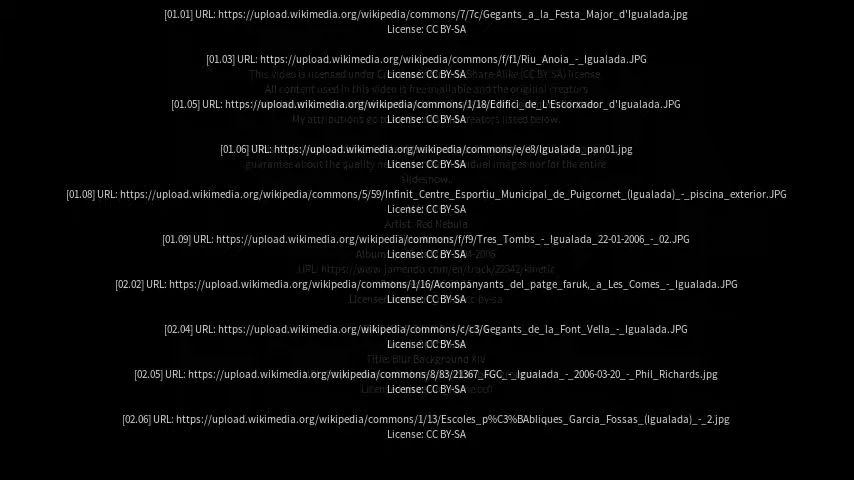 [01.01] URL: https://upload.wikimedia.org/wikipedia/commons/7/7c/Gegants_a_la_Festa_Major_d'Igualada.jpg
License: CC BY-SA
[01.03] URL: https://upload.wikimedia.org/wikipedia/commons/f/f1/Riu_Anoia_-_Igualada.JPG
License: CC BY-SA
[01.05] URL: https://upload.wikimedia.org/wikipedia/commons/1/18/Edifici_de_L'Escorxador_d'Igualada.JPG
License: CC BY-SA
[01.06] URL: https://upload.wikimedia.org/wikipedia/commons/e/e8/Igualada_pan01.jpg
License: CC BY-SA
[01.08] URL: https://upload.wikimedia.org/wikipedia/commons/5/59/Infinit_Centre_Esportiu_Municipal_de_Puigcornet_(Igualada)_-_piscina_exterior.JPG
License: CC BY-SA
[01.09] URL: https://upload.wikimedia.org/wikipedia/commons/f/f9/Tres_Tombs_-_Igualada_22-01-2006_-_02.JPG
License: CC BY-SA
[02.02] URL: https://upload.wikimedia.org/wikipedia/commons/1/16/Acompanyants_del_patge_faruk,_a_Les_Comes_-_Igualada.JPG
License: CC BY-SA
[02.04] URL: https://upload.wikimedia.org/wikipedia/commons/c/c3/Gegants_de_la_Font_Vella_-_Igualada.JPG
License: CC BY-SA
[02.05] URL: https://upload.wikimedia.org/wikipedia/commons/8/83/21367_FGC_-_Igualada_-_2006-03-20_-_Phil_Richards.jpg
License: CC BY-SA
[02.06] URL: https://upload.wikimedia.org/wikipedia/commons/1/13/Escoles_p%C3%BAbliques_Garcia_Fossas_(Igualada)_-_2.jpg
License: CC BY-SA